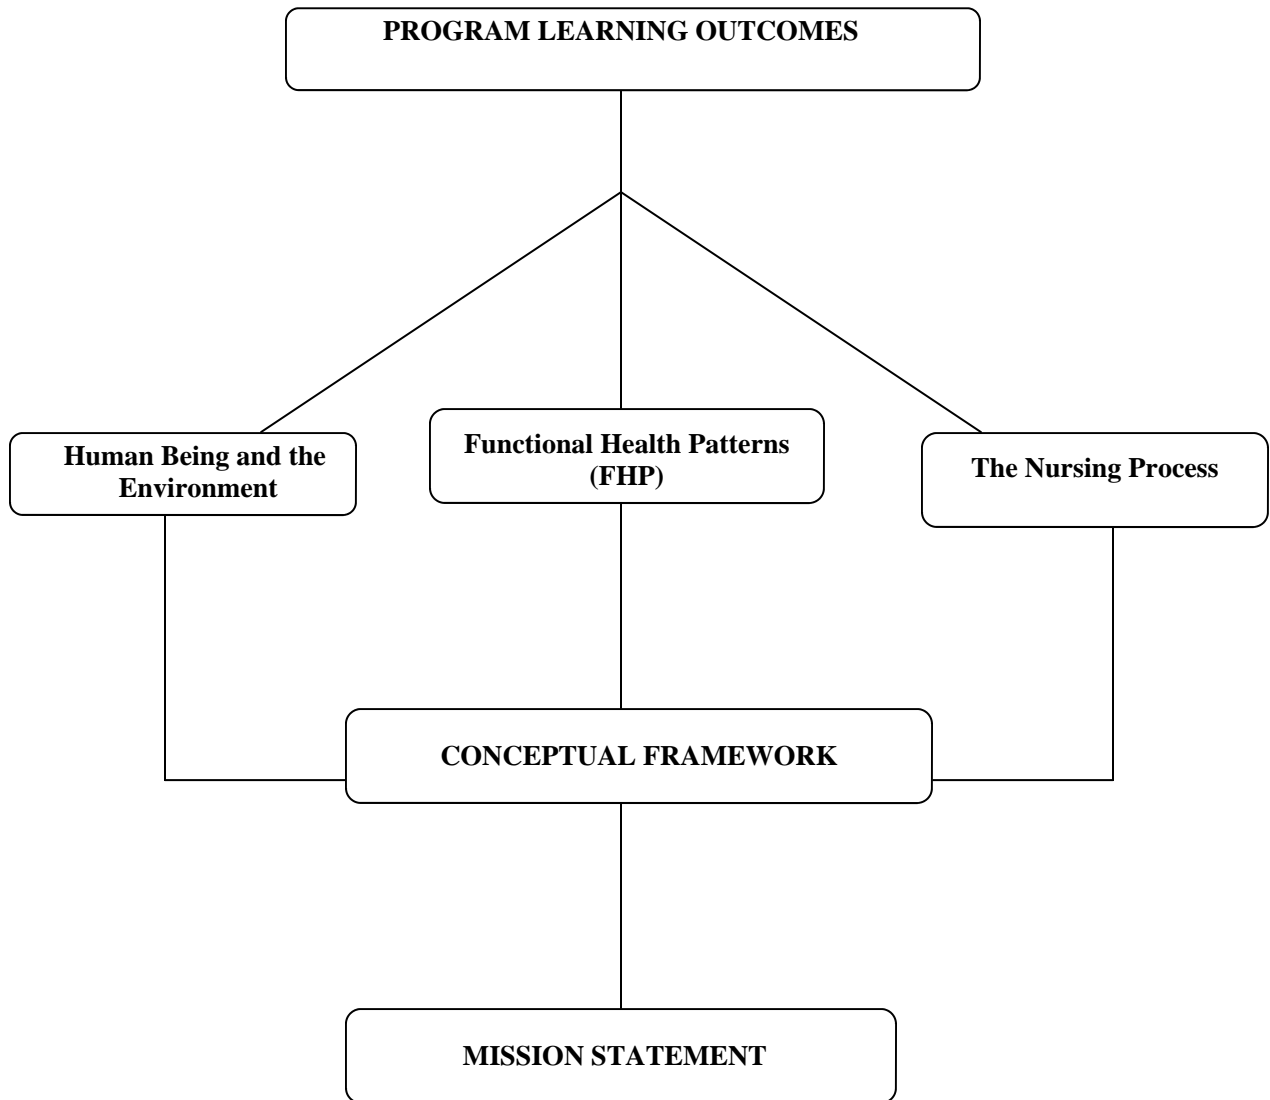 PROGRAM LEARNING OUTCOMES
Human Being and the
Environment
Functional Health Patterns
(FHP)
The Nursing Process
CONCEPTUAL FRAMEWORK
MISSION STATEMENT